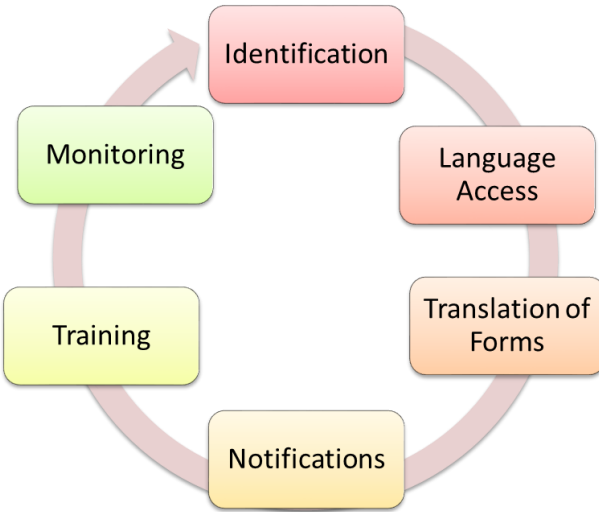 Identification
Language
Access
Translation of
Forms
Notifications
Training
Monitoring